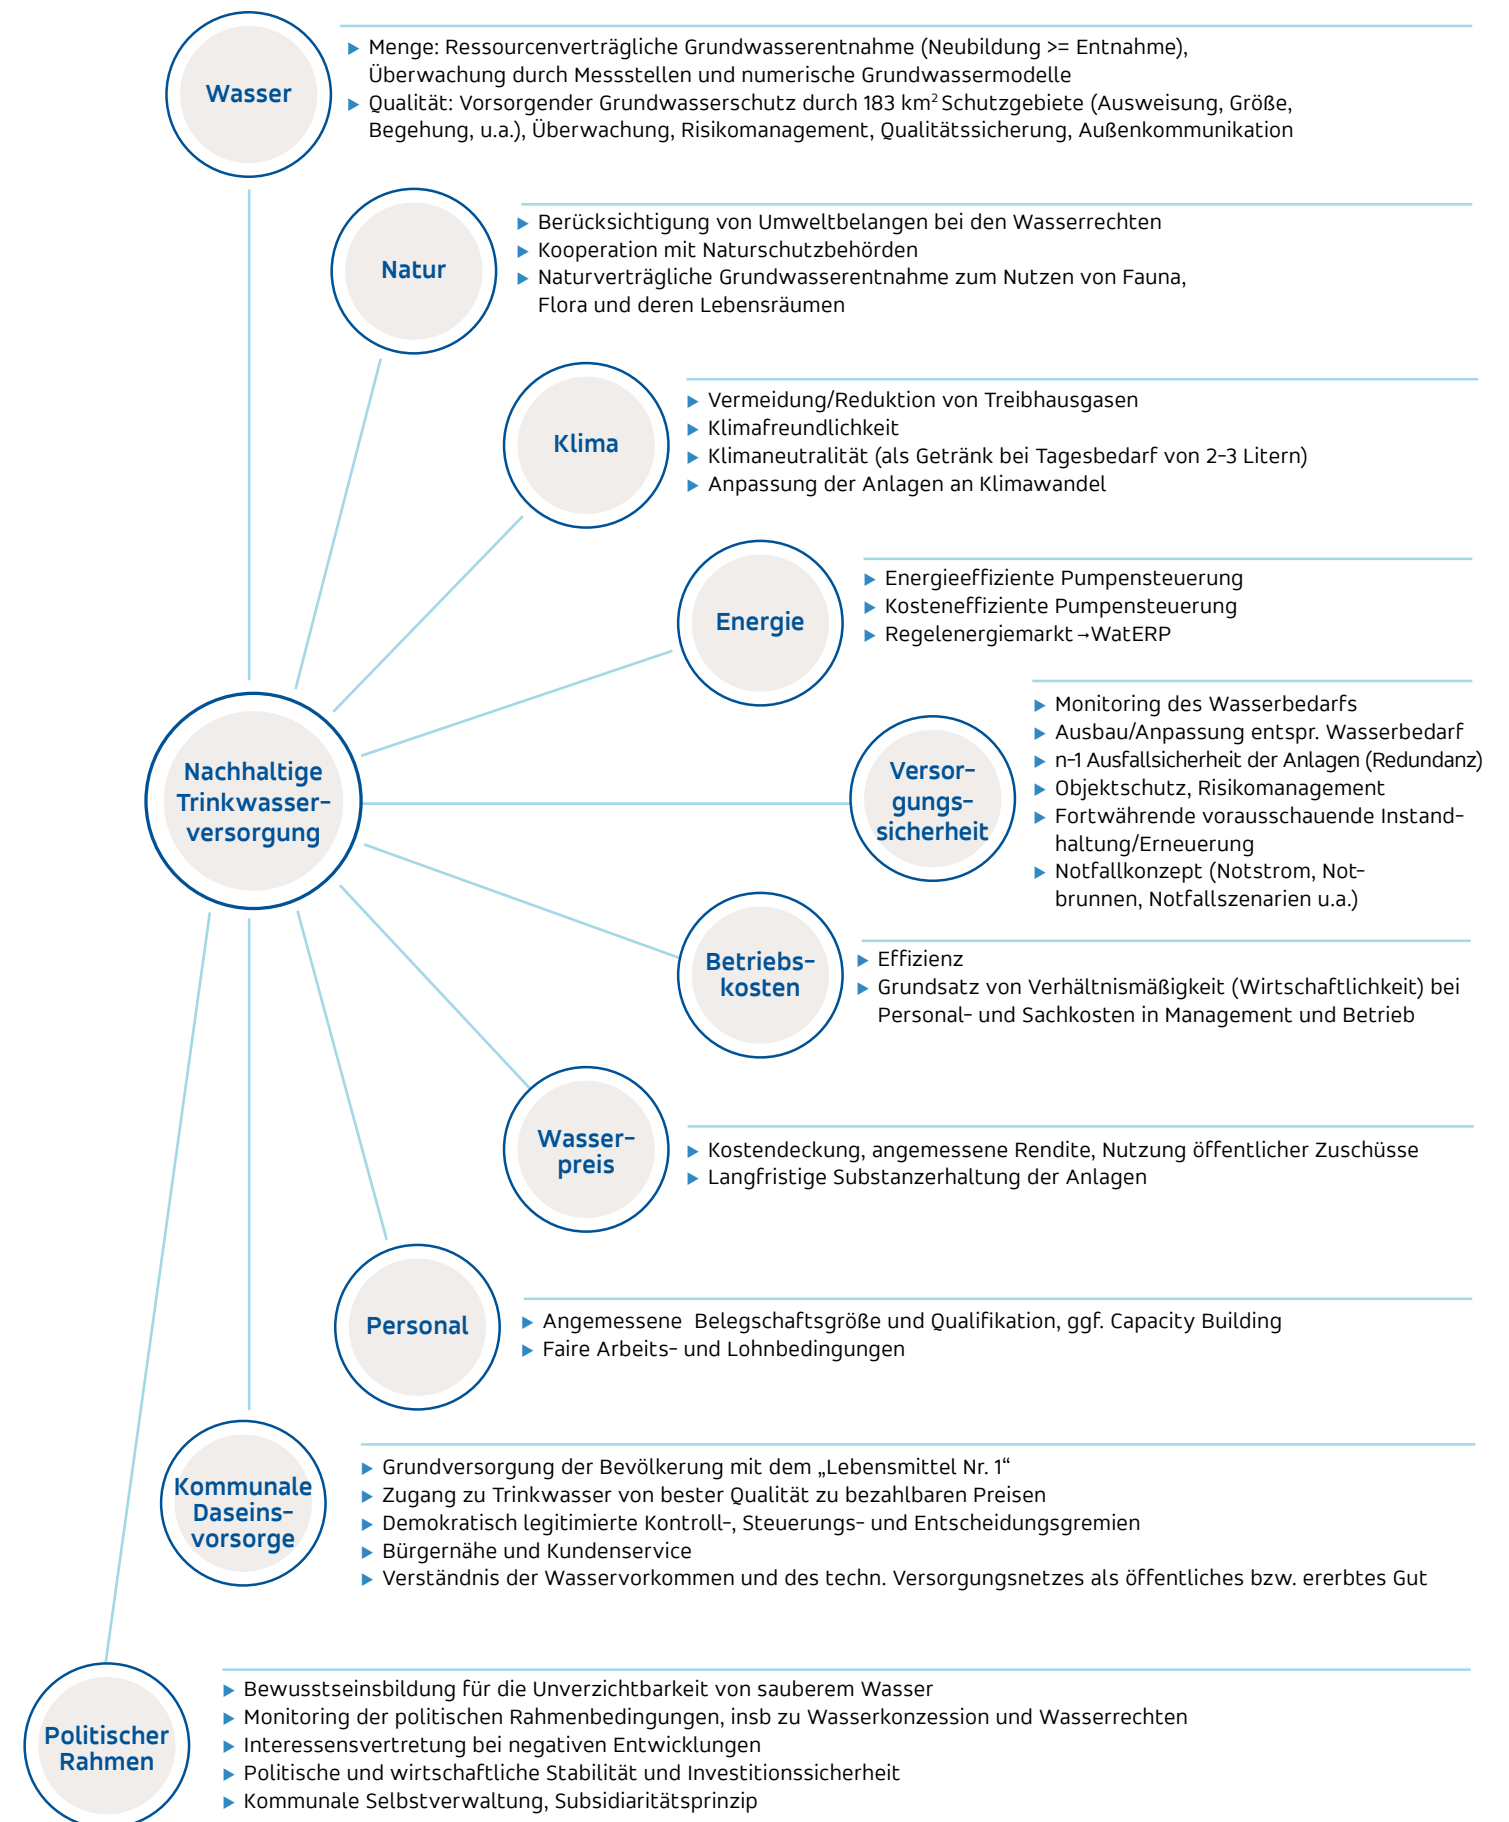 Wasser
▶ Menge: Ressourcenverträgliche Grundwasserentnahme (Neubildung >= Entnahme),
Überwachung durch Messstellen und numerische Grundwassermodelle
▶ Qualität: Vorsorgender Grundwasserschutz durch 183 km² Schutzgebiete (Ausweisung, Größe,
Begehung, u.a.), Überwachung, Risikomanagement, Qualitätssicherung, Außenkommunikation
Natur
▶ Berücksichtigung von Umweltbelangen bei den Wasserrechten
▶ Kooperation mit Naturschutzbehörden
▶ Naturverträgliche Grundwasserentnahme zum Nutzen von Fauna,
Flora und deren Lebensräumen
Klima
▶ Vermeidung/Reduktion von Treibhausgasen
▶ Klimafreundlichkeit
▶ Klimaneutralität (als Getränk bei Tagesbedarf von 2-3 Litern)
▶ Anpassung der Anlagen an Klimawandel
Energie
▶ Energieeffiziente Pumpensteuerung
▶ Kosteneffiziente Pumpensteuerung
▶ Regelenergiemarkt→WatERP
Nachhaltige
Trinkwasser-
versorgung
Versor-
gungs-
sicherheit
▶ Monitoring des Wasserbedarfs
▶ Ausbau/Anpassung entspr. Wasserbedarf
▶ n-1 Ausfallsicherheit der Anlagen (Redundanz)
▶ Objektschutz, Risikomanagement
▶ Fortwährende vorausschauende Instand-
haltung/Erneuerung
▶ Notfallkonzept (Notstrom, Not-
brunnen, Notfallszenarien u.a.)
Betriebs-
kosten
▶ Effizienz
▶ Grundsatz von Verhältnismäßigkeit (Wirtschaftlichkeit) bei
Personal- und Sachkosten in Management und Betrieb
Wasser-
preis
▶ Kostendeckung, angemessene Rendite, Nutzung öffentlicher Zuschüsse
▶ Langfristige Substanzerhaltung der Anlagen
Personal
▶ Angemessene Belegschaftsgröße und Qualifikation, ggf. Capacity Building
▶ Faire Arbeits- und Lohnbedingungen
Kommunale
Daseins-
vorsorge
▶ Grundversorgung der Bevölkerung mit dem „Lebensmittel Nr. 1“
▶ Zugang zu Trinkwasser von bester Qualität zu bezahlbaren Preisen
▶ Demokratisch legitimierte Kontroll-, Steuerungs- und Entscheidungsgremien
▶ Bürgernähe und Kundenservice
▶ Verständnis der Wasservorkommen und des techn. Versorgungsnetzes als öffentliches bzw. ererbtes Gut
Politischer
Rahmen
▶ Bewusstseinsbildung für die Unverzichtbarkeit von sauberem Wasser
▶ Monitoring der politischen Rahmenbedingungen, insb zu Wasserkonzession und Wasserrechten
▶ Interessensvertretung bei negativen Entwicklungen
▶ Politische und wirtschaftliche Stabilität und Investitionssicherheit
▶ Kommunale Selbstverwaltung, Subsidiaritätsprinzip